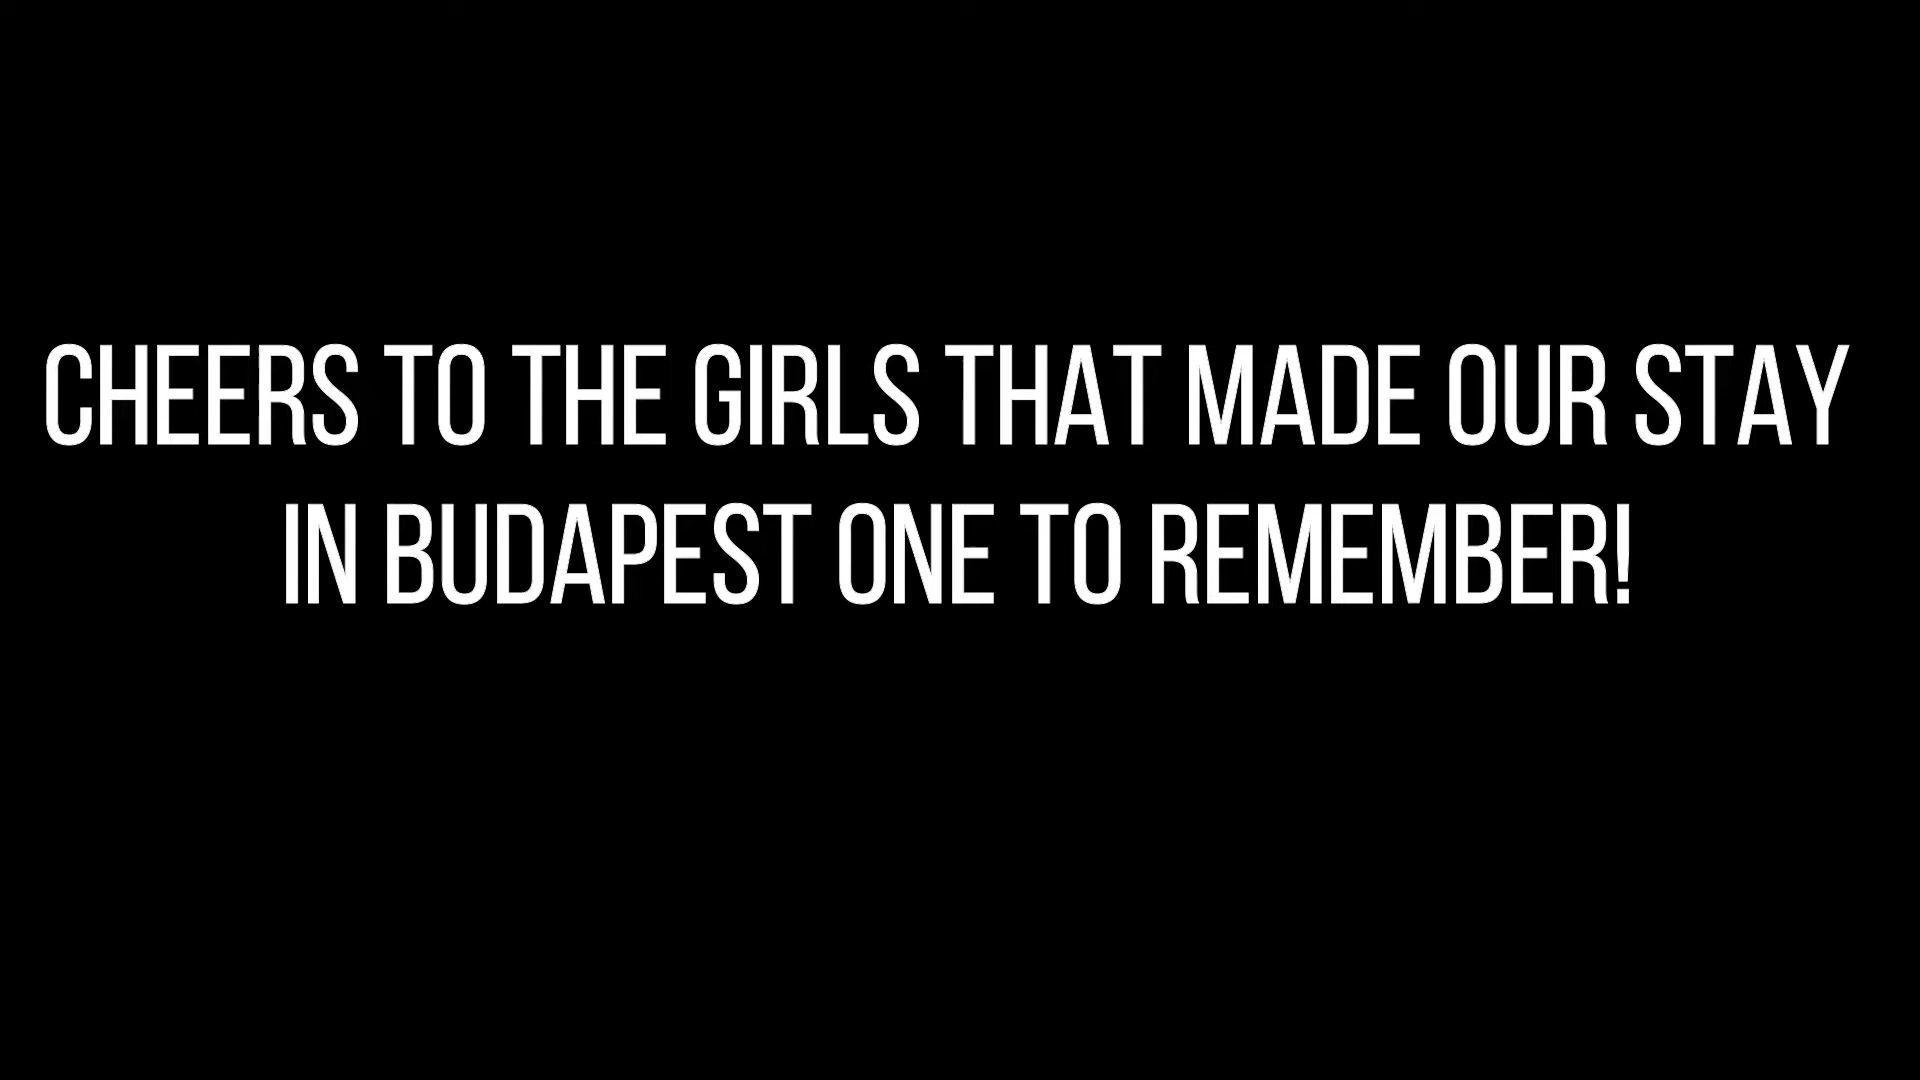 CHEERS TO THE GIRLS THAT MADE OUR STAY
IN BUDAPEST ONE TO REMEMBER!